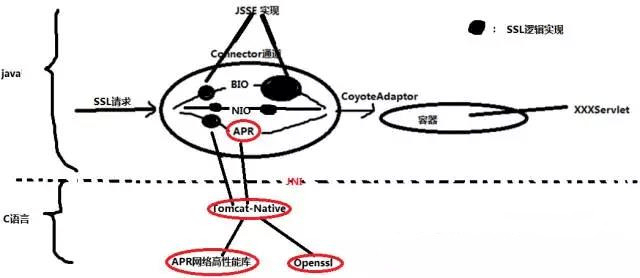 JSSE 实现
: SSL逻辑实现
Connector通道
java
BIO
SSL请求
NIO
CoyoteAdaptor
XXXServlet
容器
APR
JNI
Tomcat-Native
C语言
APR网络高性能库
Openssl